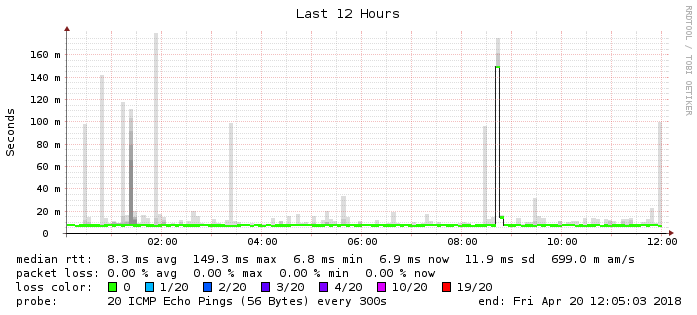 Last 12 Hours
RRDTOOL / TOBI OETIKER
Seconds
160 m
140 m
120 m
100 m
80 m
60 m
40 m
20 m
0
02:00 04:00 06:00 08:00 10:00 12:00
median rtt: 8.3 ms avg 149.3 ms max 6.8 ms min 6.9 ms now 11.9 ms sd 699.0 m am/s
packet loss: 0.00 % avg 0.00 % max 0.00 % min 0.00 % now
loss color: 0 1/20 2/20 3/20 4/20 10/20 19/20
probe: 20 ICMP Echo Pings (56 Bytes) every 300s end: Fri Apr 20 12:05:03 2018